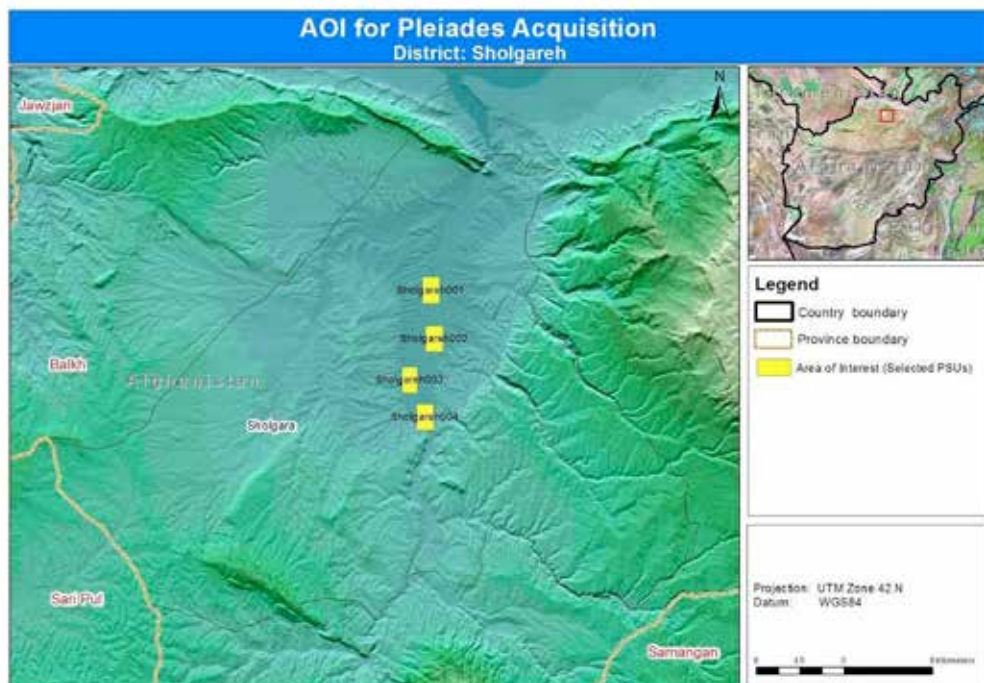 AOI for Pleiades Acquisition
District: Sholgareh
N
Jawzjan
Sholgareh001
Sholgareh002
Balkh
Afghanistan
Sholgareh003
Sholgareh004
Sholgara
Sari Pul
Samangan
Legend
Country boundary
Province boundary
Area of Interest (Selected PSUs)
Projection: UTM Zone 42 N
Datum: WGS84